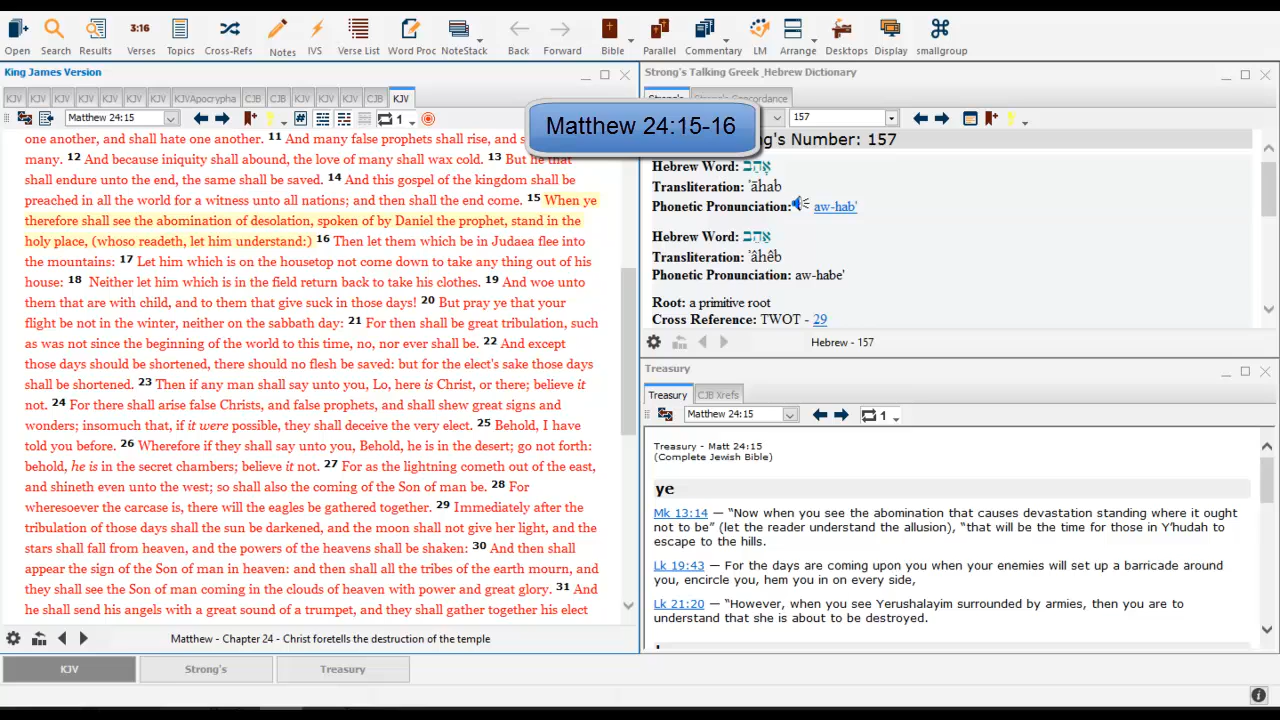 Open Search Results 3:16 Verses Topics Cross-Refs Notes IVS Verse List Word Proc NoteStack Back Forward Bible Parallel Commentary LM Arrange Desktops Display smallgroup
King James Version
KJV KJV KJV KJV KJV KJV KJV KJVApocrypha CJB CJB KJV KJV KJV CJB KJV
Matthew 24:15 1
Matthew 24:15-16
one another, and shall hate one another. 11 And many false prophets shall rise, and s
many. 12 And because iniquity shall abound, the love of many shall wax cold. 13 But he that
shall endure unto the end, the same shall be saved. 14 And this gospel of the kingdom shall be
preached in all the world for a witness unto all nations; and then shall the end come. 15 When ye
therefore shall see the abomination of desolation, spoken of by Daniel the prophet, stand in the
holy place, (whoso readeth, let him understand:) 16 Then let them which be in Judaea flee into
the mountains: 17 Let him which is on the housetop not come down to take any thing out of his
house: 18 Neither let him which is in the field return back to take his clothes. 19 And woe unto
them that are with child, and to them that give suck in those days! 20 But pray ye that your
flight be not in the winter, neither on the sabbath day: 21 For then shall be great tribulation, such
as was not since the beginning of the world to this time, no, nor ever shall be. 22 And except
those days should be shortened, there should no flesh be saved: but for the elect's sake those days
shall be shortened. 23 Then if any man shall say unto you, Lo, here is Christ, or there; believe it
not. 24 For there shall arise false Christs, and false prophets, and shall shew great signs and
wonders; insomuch that, if it were possible, they shall deceive the very elect. 25 Behold, I have
told you before. 26 Wherefore if they shall say unto you, Behold, he is in the desert; go not forth:
behold, he is in the secret chambers; believe it not. 27 For as the lightning cometh out of the east,
and shineth even unto the west; so shall also the coming of the Son of man be. 28 For
wheresoever the carcase is, there will the eagles be gathered together. 29 Immediately after the
tribulation of those days shall the sun be darkened, and the moon shall not give her light, and the
stars shall fall from heaven, and the powers of the heavens shall be shaken: 30 And then shall
appear the sign of the Son of man in heaven: and then shall all the tribes of the earth mourn, and
they shall see the Son of man coming in the clouds of heaven with power and great glory. 31 And
he shall send his angels with a great sound of a trumpet, and they shall gather together his elect
Matthew - Chapter 24 - Christ foretells the destruction of the temple
KJV Strong's Treasury
Strong's Talking Greek Hebrew Dictionary
Strong's Strong's Concordance
157
g's Number: 157
Hebrew Word: אָהַב
Transliteration: 'āhab
Phonetic Pronunciation: aw-hab'
Hebrew Word: אָהֵב
Transliteration: 'āhêb
Phonetic Pronunciation: aw-habe'
Root: a primitive root
Cross Reference: TWOT - 29
Hebrew - 157
Treasury
Treasury CJB Xrefs
Matthew 24:15 1
Treasury - Matt 24:15
(Complete Jewish Bible)
ye
Mk 13:14 — “Now when you see the abomination that causes devastation standing where it ought
not to be” (let the reader understand the allusion), “that will be the time for those in Y’hudah to
escape to the hills.
Lk 19:43 — For the days are coming upon you when your enemies will set up a barricade around
you, encircle you, hem you in on every side,
Lk 21:20 — “However, when you see Yerushalayim surrounded by armies, then you are to
understand that she is about to be destroyed.